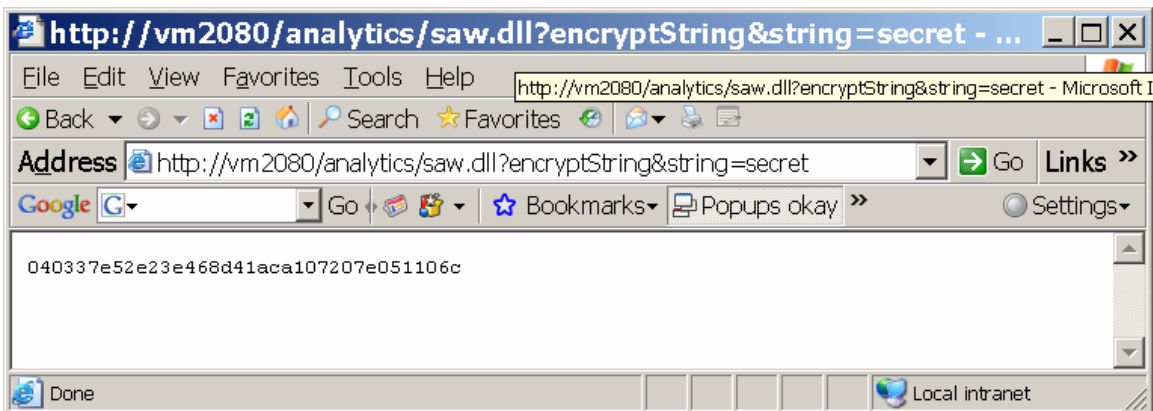 http://vm2080/analytics/saw.dll?encryptString&string=secret - ...
File Edit View Favorites Tools Help
http://vm2080/analytics/saw.dll?encryptString&string=secret - Microsoft I
Back Search Favorites
Address http://vm2080/analytics/saw.dll?encryptString&string=secret Go Links »
Google G Go Bookmarks Popups okay » Settings
040337e52e23e468d41aca107207e051106c
Done Local intranet